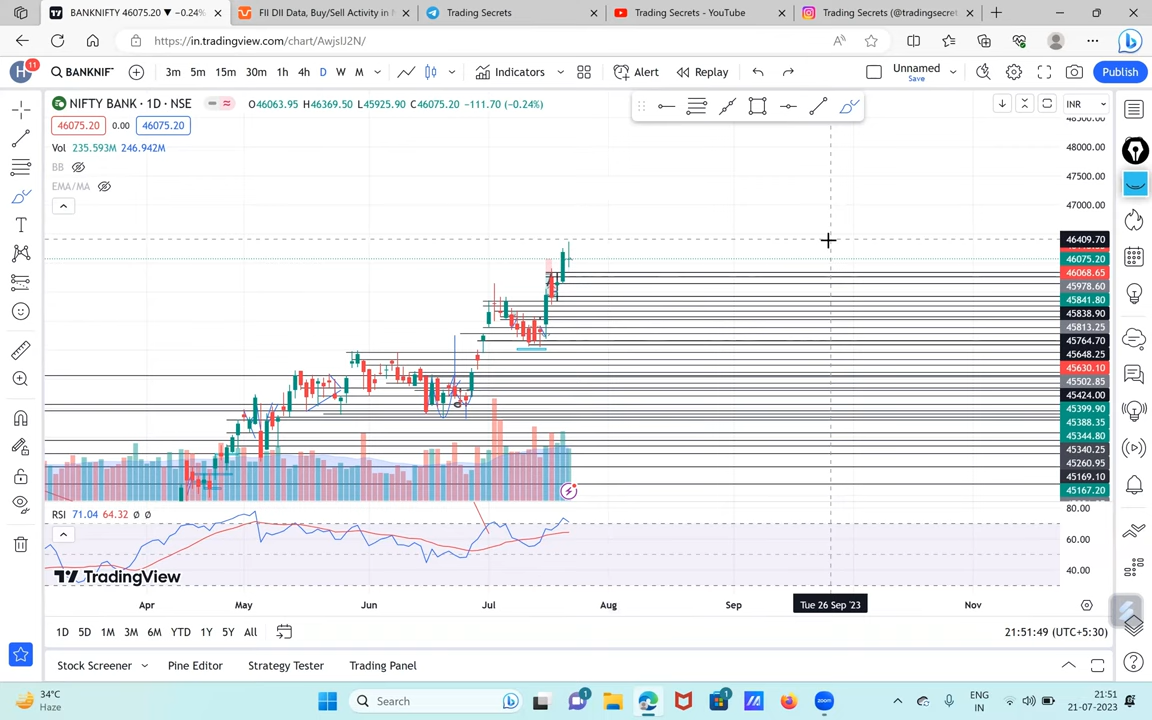 BANKNIFTY 46075.20 ▼ −0.24%
FII DII Data, Buy/Sell Activity in
Trading Secrets
Trading Secrets - YouTube
Trading Secrets (@tradingsecret
https://in.tradingview.com/chart/AwjsIJ2N/
H 11
BANKNIF
3m 5m 15m 30m 1h 4h D W M
Indicators
Alert
Replay
Unnamed
Save
Publish
NIFTY BANK · 1D · NSE
O46063.95 H46369.50 L45925.90 C46075.20 −111.70 (−0.24%)
INR
46075.20 0.00 46075.20
Vol 235.593M 246.942M
BB
EMA/MA
48500.00
48000.00
47500.00
47000.00
46409.70
46075.20
46068.65
45978.60
45841.80
45838.90
45813.25
45764.70
45648.25
45630.10
45502.85
45424.00
45399.90
45388.35
45344.80
45340.25
45260.95
45169.10
45167.20
RSI 71.04 64.32 Ø Ø
80.00
60.00
40.00
TradingView
Apr May Jun Jul Aug Sep Tue 26 Sep '23 Nov
1D 5D 1M 3M 6M YTD 1Y 5Y All
21:51:49 (UTC+5:30)
Stock Screener
Pine Editor
Strategy Tester
Trading Panel
34°C
Haze
Search
1
1
zoom
ENG
IN
21:51
21-07-2023